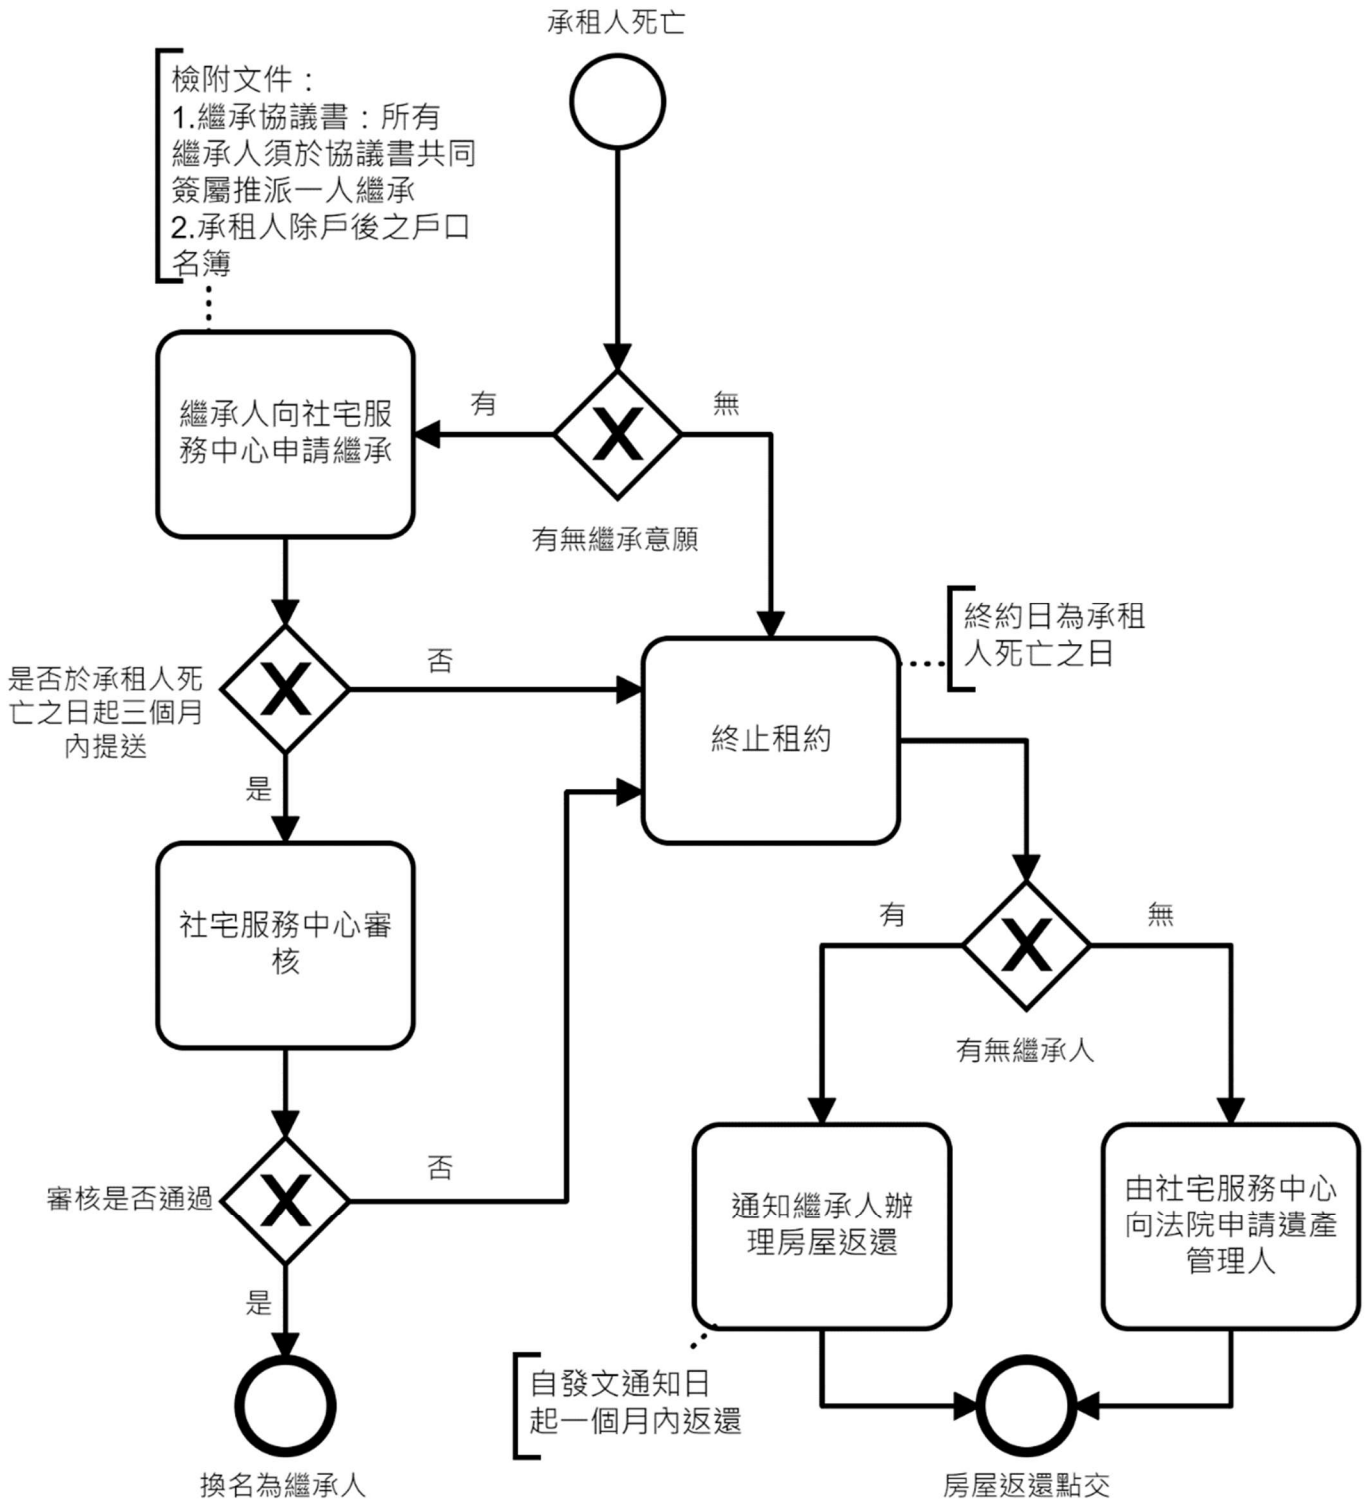 承租人死亡
檢附文件：
1.繼承協議書：所有
繼承人須於協議書共同
簽屬推派一人繼承
2.承租人除戶後之戶口
名簿
繼承人向社宅服
務中心申請繼承
有
無
有無繼承意願
終約日為承租
人死亡之日
是否於承租人死
亡之日起三個月
內提送
否
是
終止租約
社宅服務中心審
核
有
無
有無繼承人
審核是否通過
否
是
通知繼承人辦
理房屋返還
由社宅服務中心
向法院申請遺產
管理人
自發文通知日
起一個月內返還
換名為繼承人
房屋返還點交